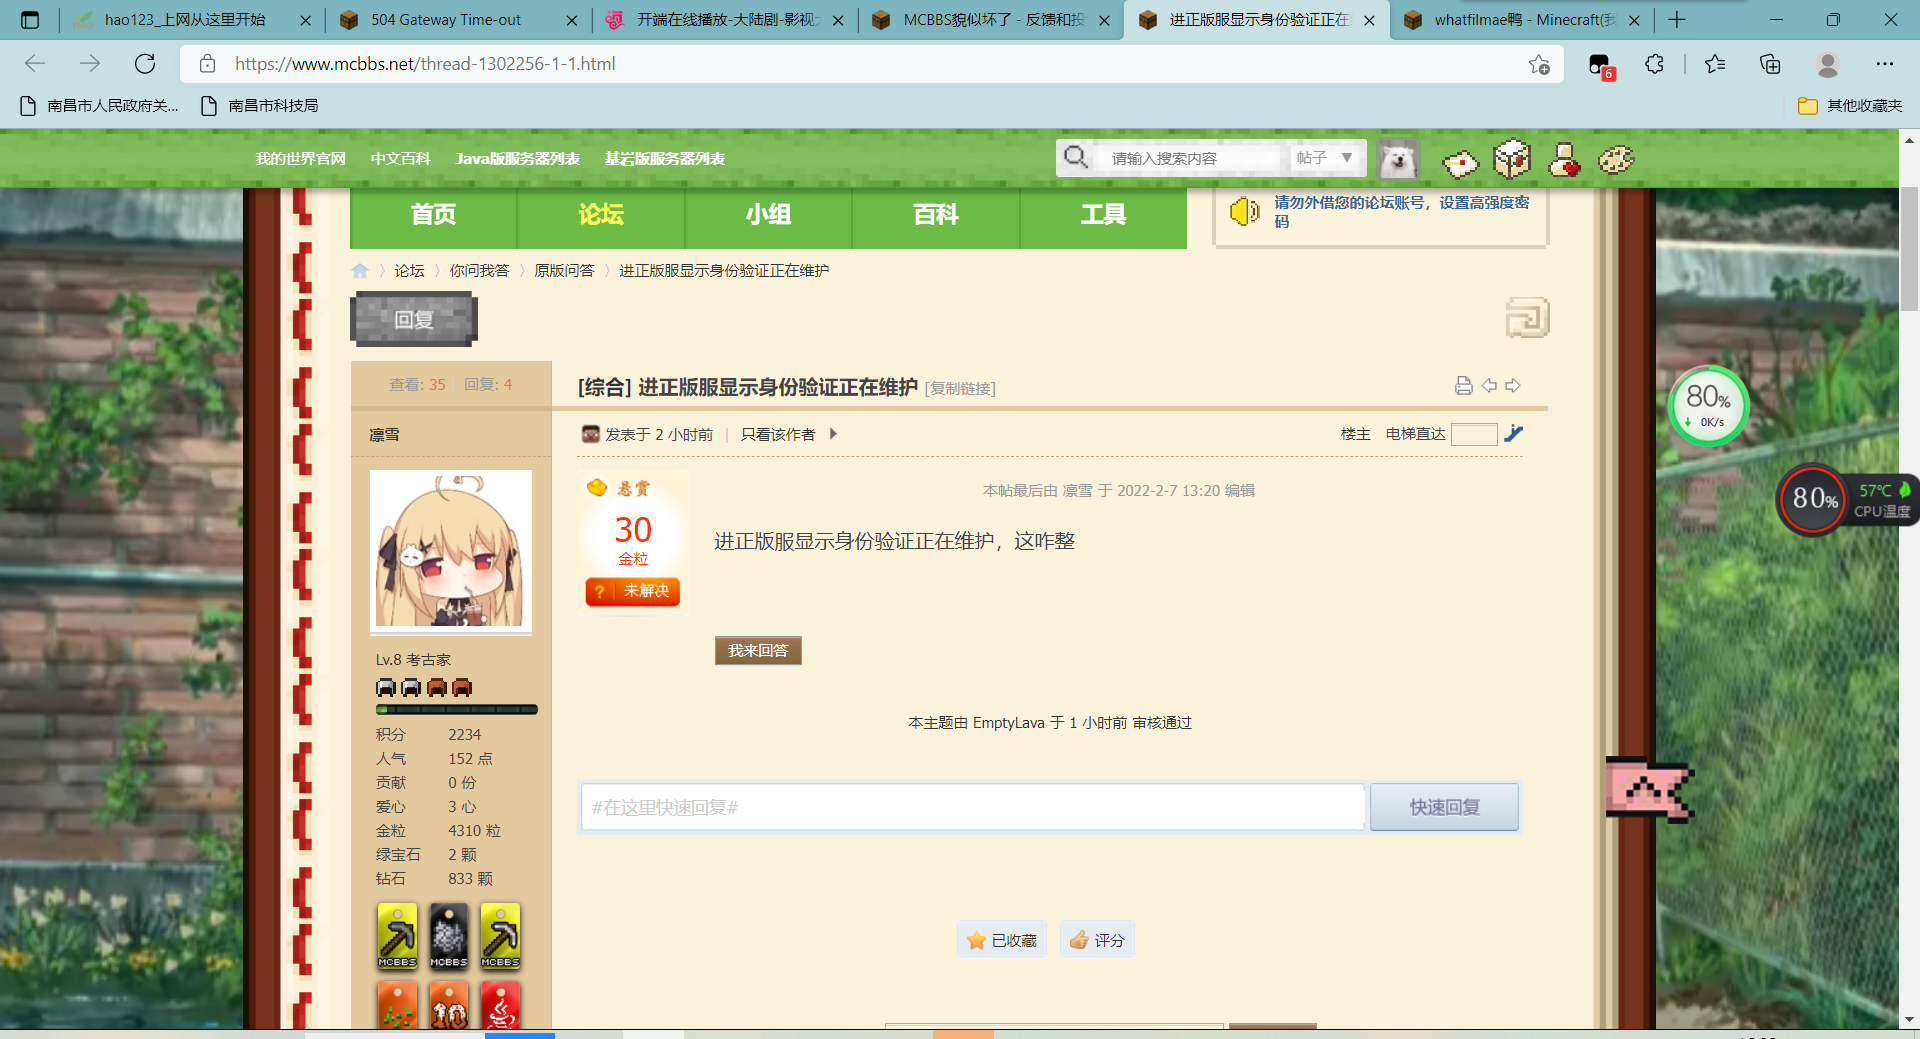 hao123_上网从这里开始
504 Gateway Time-out
开端在线播放-大陆剧-影视
MCBBS貌似坏了 - 反馈和投
进正版服显示身份验证正在
whatfilmae鸭 - Minecraft(我
https://www.mcbbs.net/thread-1302256-1-1.html
6
南昌市人民政府关...
南昌市科技局
其他收藏夹
我的世界官网
中文百科
Java版服务器列表
基岩版服务器列表
请输入搜索内容
帖子
首页
论坛
小组
百科
工具
请勿外借您的论坛账号，设置高强度密
码
论坛
你问我答
原版问答
进正版服显示身份验证正在维护
回复
查看: 35
回复: 4
[综合] 进正版服显示身份验证正在维护 [复制链接]
凛雪
发表于 2 小时前
只看该作者
楼主
电梯直达
悬赏
30
金粒
? 未解决
本帖最后由 凛雪 于 2022-2-7 13:20 编辑
进正版服显示身份验证正在维护，这咋整
我来回答
本主题由 EmptyLava 于 1 小时前 审核通过
Lv.8 考古家
积分 2234
人气 152 点
贡献 0 份
爱心 3 心
金粒 4310 粒
绿宝石 2 颗
钻石 833 颗
MCBBS
MCBBS
MCBBS
10
#在这里快速回复#
快速回复
已收藏
评分
80%
0K/s
80%
57℃
CPU温度